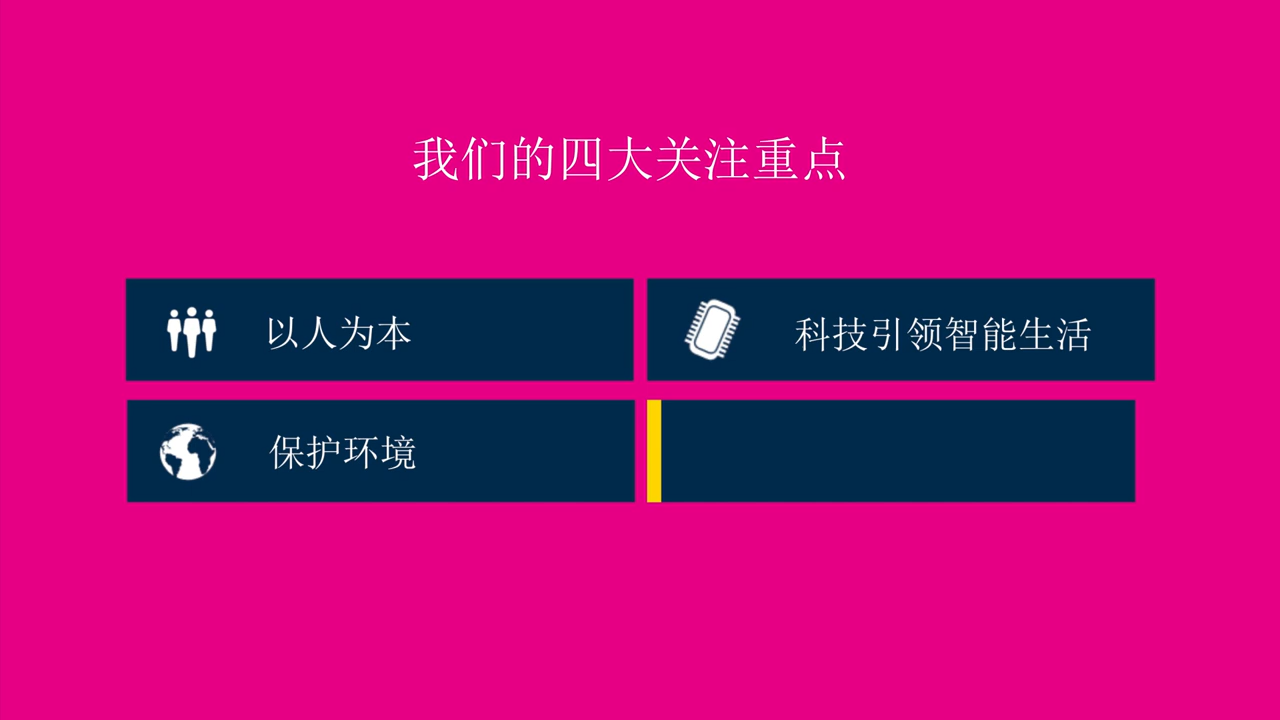 我们的四大关注重点
以人为本
科技引领智能生活
保护环境